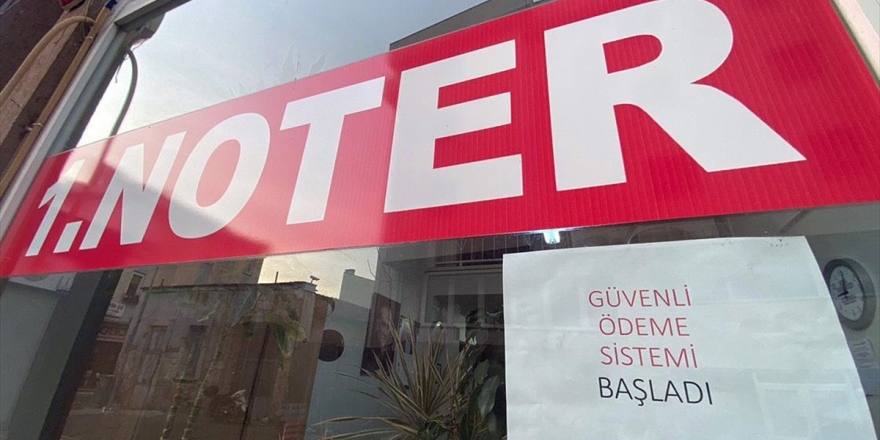 1.NOTER
GÜVENLİ
ÖDEME
SİSTEMİ
BAŞLADI